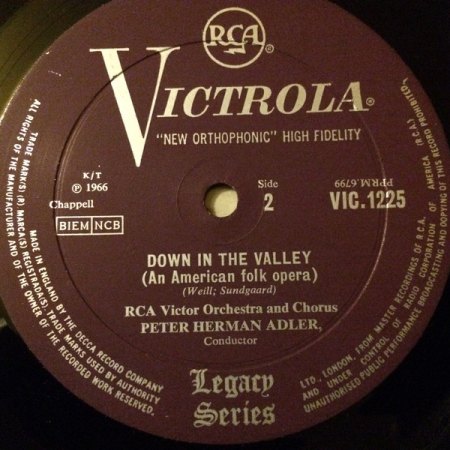 RCA
VICTROLA®
"NEW ORTHOPHONIC" HIGH FIDELITY
K/T
℗ 1966
Chappell
BIEM NCB
Side
2
PPRM.6799
VIC.1225
DOWN IN THE VALLEY
(An American folk opera)
(Weill; Sundgaard)
RCA Victor Orchestra and Chorus
PETER HERMAN ADLER,
Conductor
Legacy
Series
MADE IN ENGLAND BY THE DECCA RECORD COMPANY
LTD., LONDON, FROM MASTER RECORDINGS OF R.C.A.
TRADE MARK(S) (R) MARCA(S) REGISTRADA(S) TRADE MARKS USED BY AUTHORITY
AND UNDER CONTROL OF RADIO CORPORATION OF AMERICA (R.C.A.)
ALL RIGHTS OF THE MANUFACTURER AND OF THE OWNER OF
THE RECORDED WORK RESERVED.
UNAUTHORISED PUBLIC PERFORMANCE BROADCASTING AND COPYING OF THIS RECORD PROHIBITED